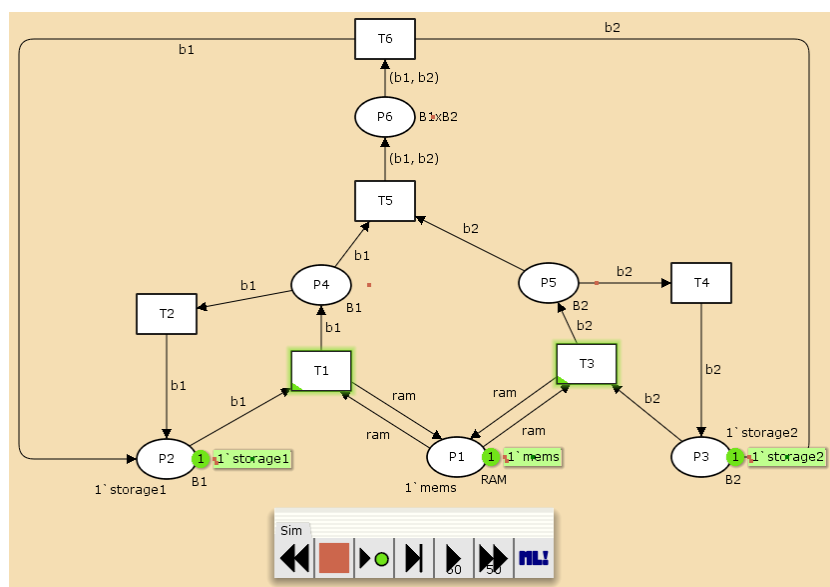 T6
b1
b2
(b1,b2)
P6
B1xB2
(b1,b2)
T5
b2
b1
P4
B1
b1
T2
P5
B2
b2
T4
b1
b2
T1
T3
b1
b1
ram
ram
ram
ram
b2
b2
P2
1
1`storage1
B1
1`storage1
P1
1
1`mems
RAM
1`mems
1`storage2
P3
1
1`storage2
B2
Sim
50
50
ML!